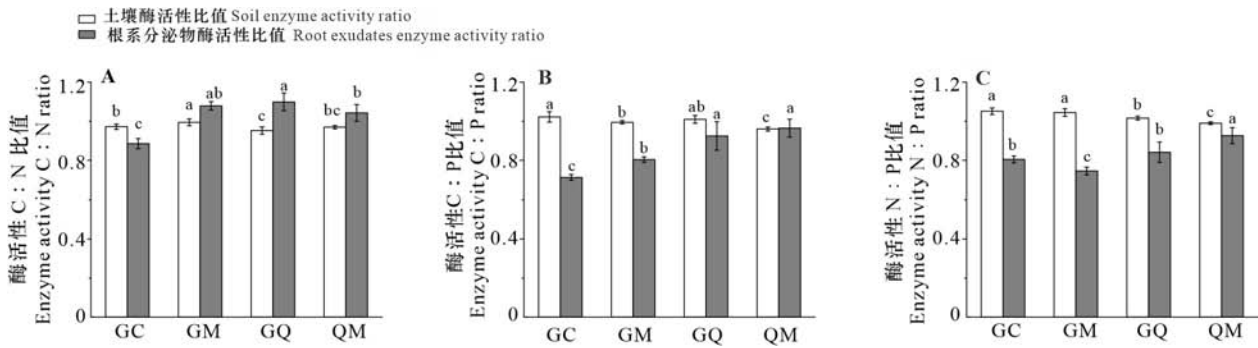 土壤酶活性比值 Soil enzyme activity ratio
根系分泌物酶活性比值 Root exudates enzyme activity ratio
A
酶活性 C∶N 比值
Enzyme activity C∶N ratio
1.2
0.8
0.4
0
b
c
a
ab
c
a
bc
b
GC
GM
GQ
QM
B
酶活性C∶P比值
Enzyme activity C∶P ratio
1.2
0.8
0.4
0
a
c
b
b
ab
a
c
a
GC
GM
GQ
QM
C
酶活性 N∶P比值
Enzyme activity N∶P ratio
1.2
0.8
0.4
0
a
b
a
c
b
b
c
a
GC
GM
GQ
QM